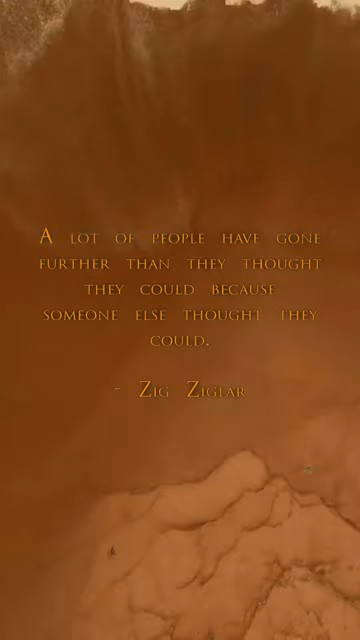 A LOT OF PEOPLE HAVE GONE
FURTHER THAN THEY THOUGHT
THEY COULD BECAUSE
SOMEONE ELSE THOUGHT THEY
COULD.
- ZIG ZIGLAR